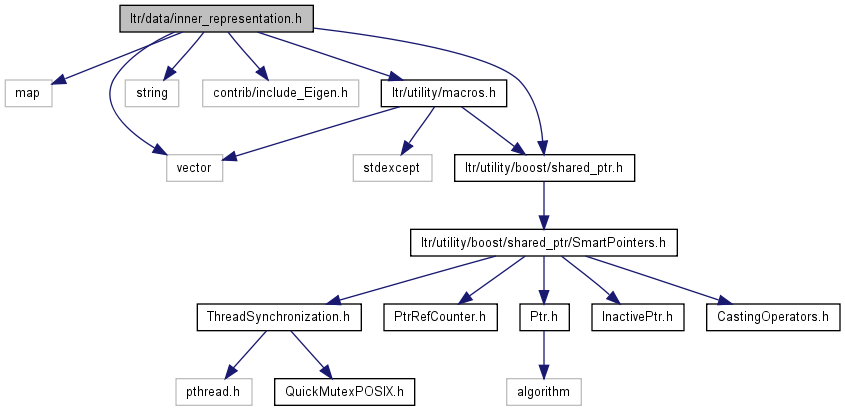 ltr/data/inner_representation.h
map
string
contrib/include_Eigen.h
ltr/utility/macros.h
vector
stdexcept
ltr/utility/boost/shared_ptr.h
ltr/utility/boost/shared_ptr/SmartPointers.h
ThreadSynchronization.h
PtrRefCounter.h
Ptr.h
InactivePtr.h
CastingOperators.h
pthread.h
QuickMutexPOSIX.h
algorithm